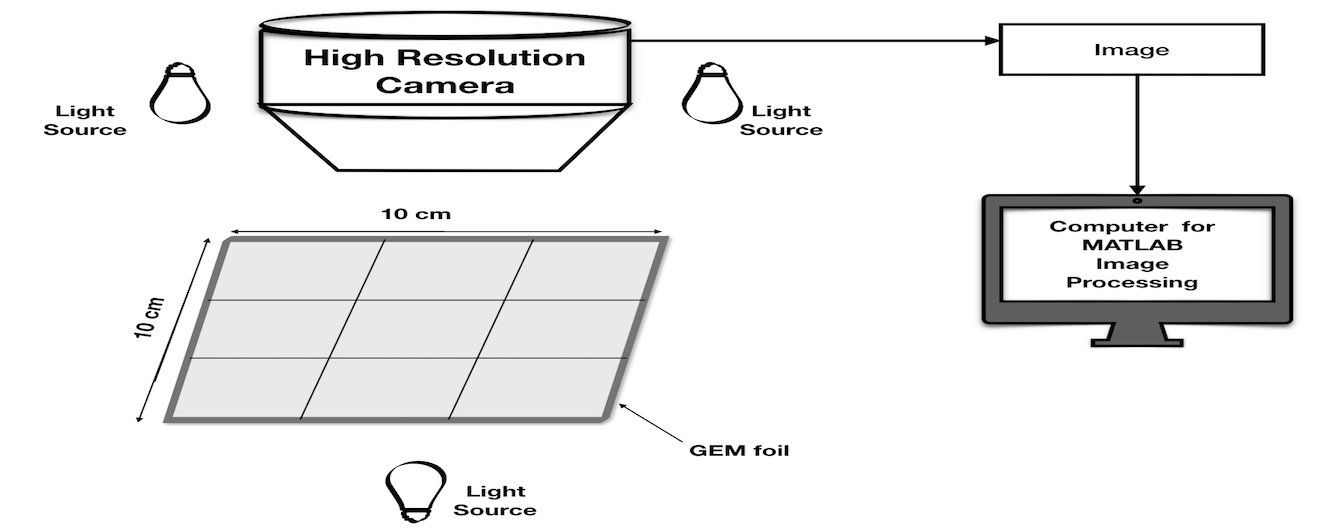 High Resolution
Camera
Image
Light
Source
Light
Source
10 cm
Computer for
MATLAB
Image
Processing
10 cm
GEM foil
Light
Source